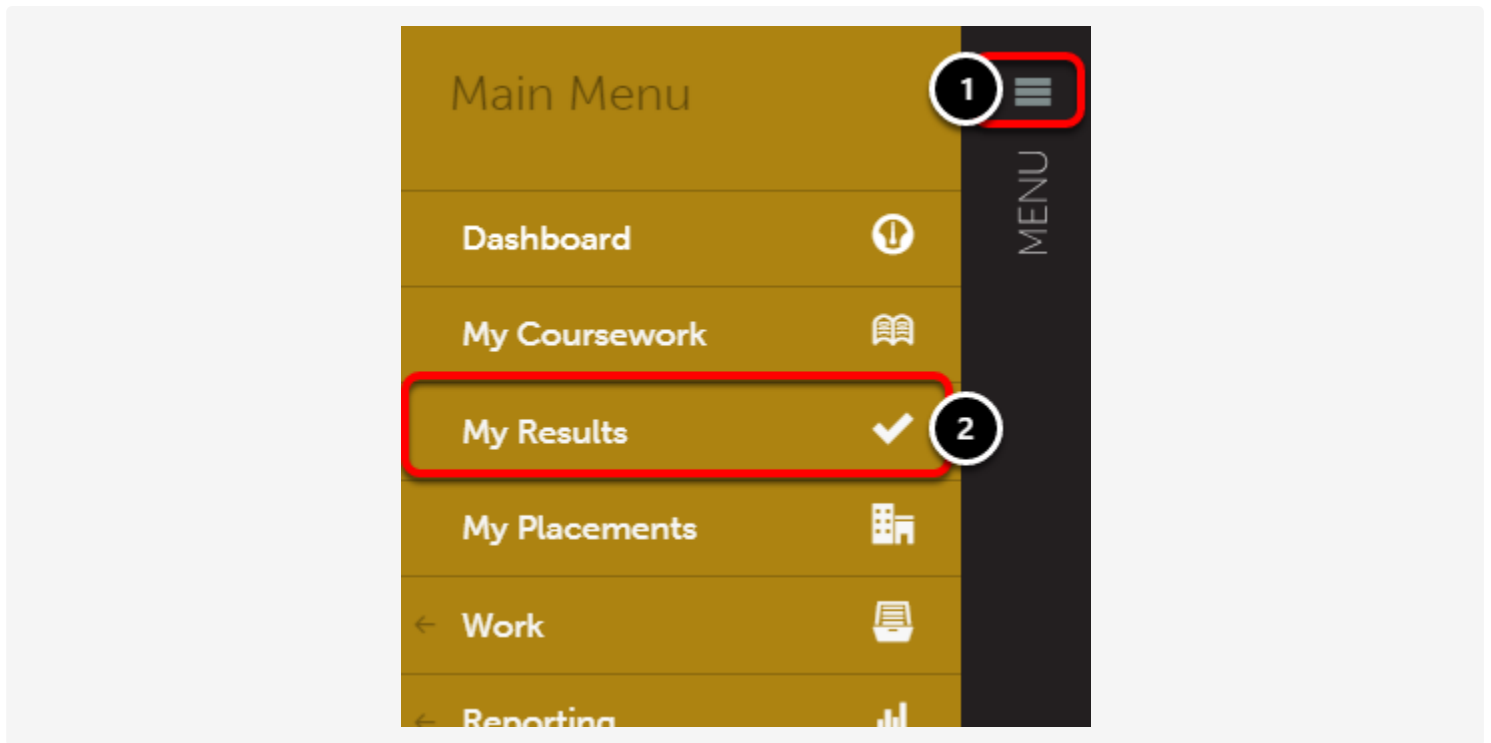 Main Menu
1
MENU
Dashboard
My Coursework
My Results
2
My Placements
Work
Reporting